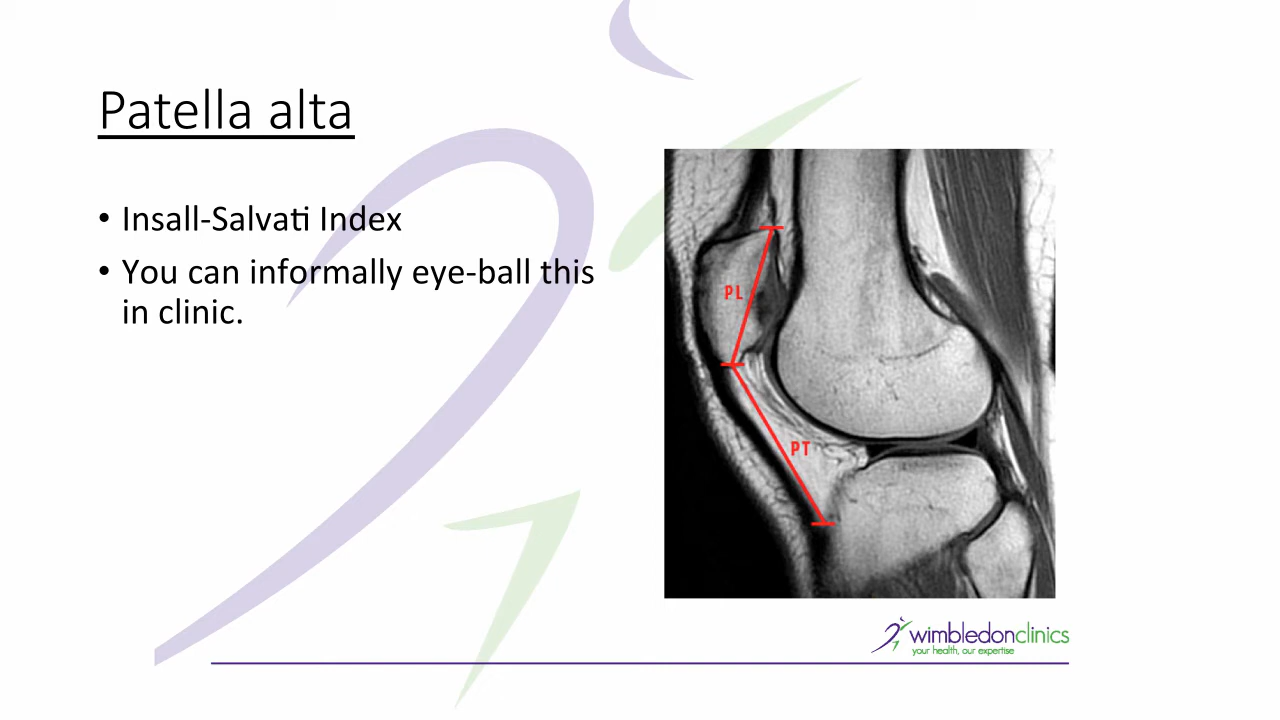 Patella alta
• Insall-Salvati Index
• You can informally eye-ball this
in clinic.
PL
PT
wimbledonclinics
your health, our expertise